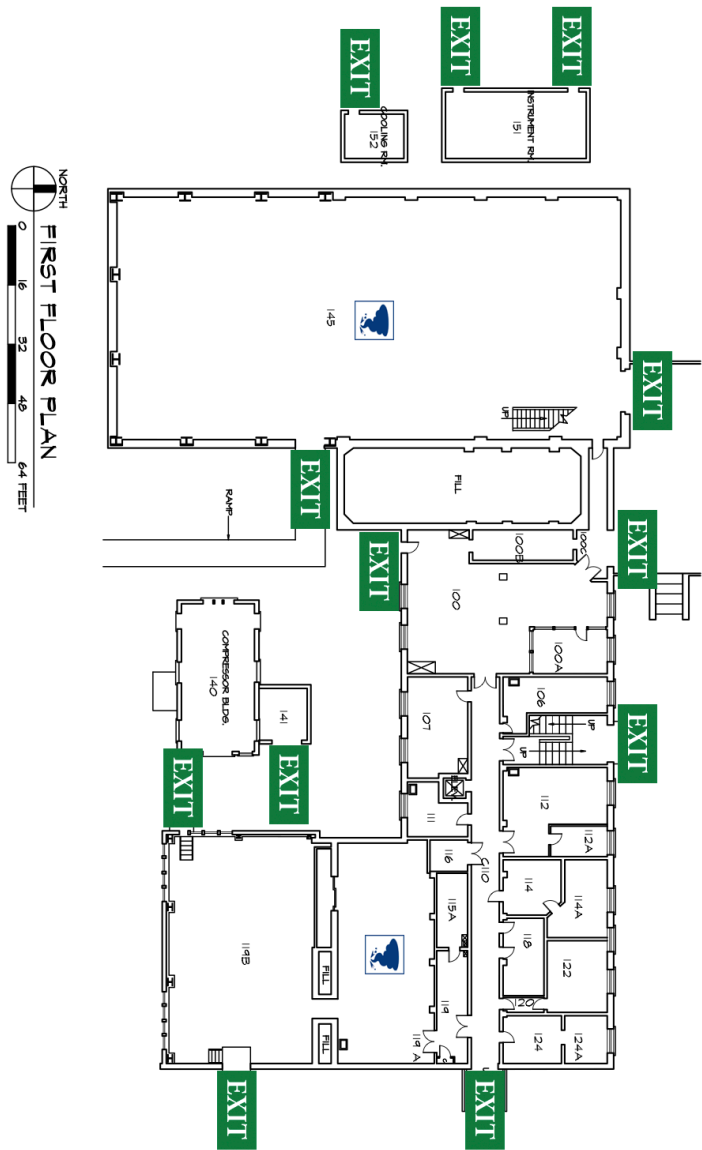 EXIT
EXIT
EXIT
INSTRUMENT RM.
151
COOLING RM.
152
NORTH
FIRST FLOOR PLAN
0 16 32 48 64 FEET
145
EXIT
UP
FILL
EXIT
RAMP
EXIT
EXIT
100B
100C
100
100A
COMPRESSOR BLDG.
140
141
106
107
UP
UP
EXIT
EXIT
EXIT
111
112
112A
116
C110
114
114A
115A
118
119B
FILL
122
120
119
FILL
119A
124
124A
EXIT
EXIT